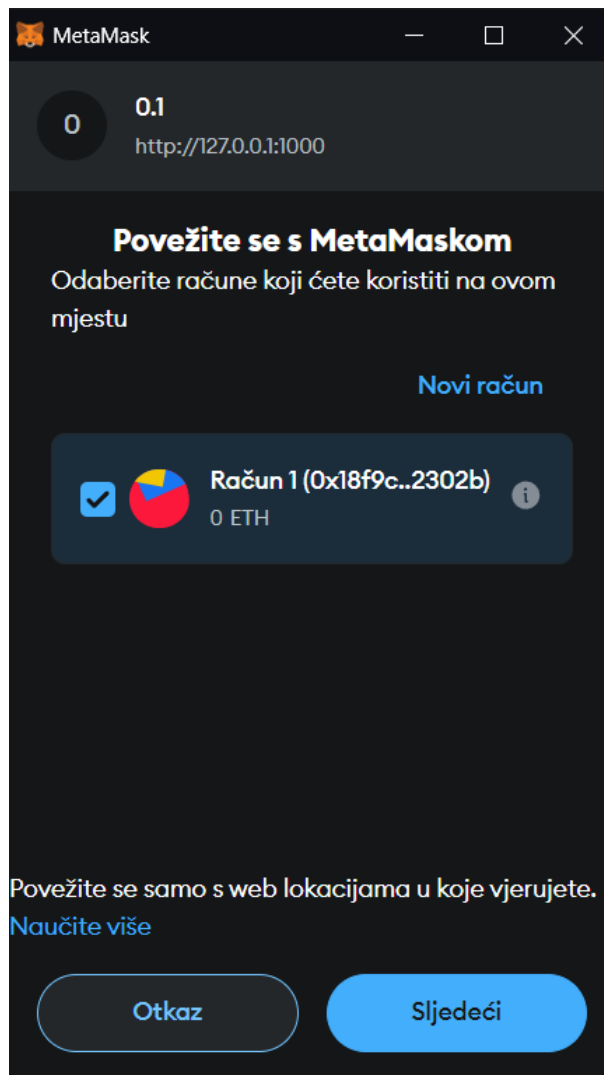 MetaMask
0
0.1
http://127.0.0.1:1000
Povežite se s MetaMaskom
Odaberite račune koji ćete koristiti na ovom
mjestu
Novi račun
Račun 1 (0x18f9c..2302b)
0 ETH
Povežite se samo s web lokacijama u koje vjerujete.
Naučite više
Otkaz
Sljedeći